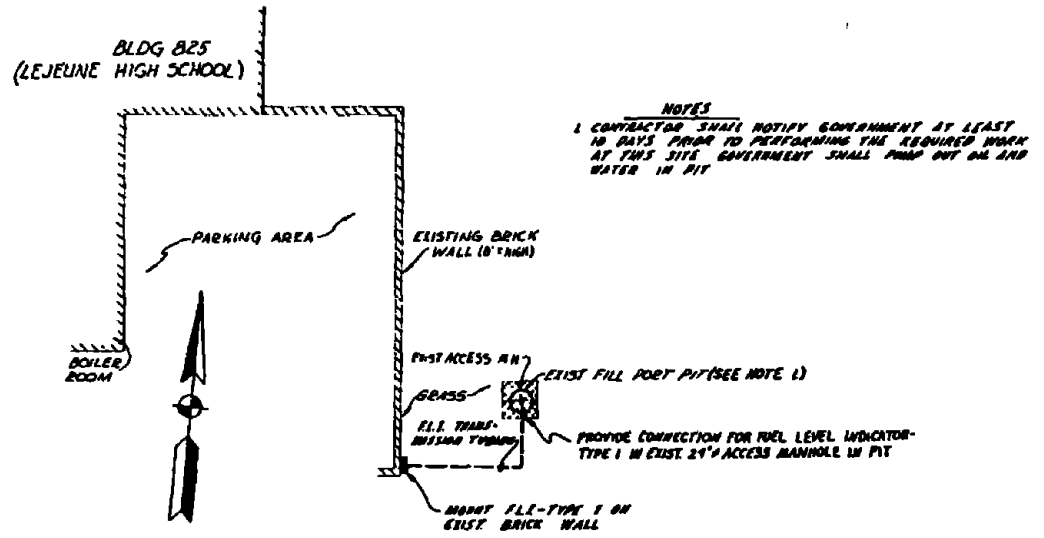 BLDG 825
(LEJEUNE HIGH SCHOOL)
NOTES
1. CONTRACTOR SHALL NOTIFY GOVERNMENT AT LEAST
10 DAYS PRIOR TO PERFORMING THE REQUIRED WORK
AT THIS SITE GOVERNMENT SHALL PUMP OUT OIL AND
WATER IN PIT
PARKING AREA
EXISTING BRICK
WALL (8'± HIGH)
BOILER
ROOM
EXIST ACCESS MH
EXIST FILL PORT PIT (SEE NOTE 1)
GRASS
F.L.I. TRANS-
MISSION TUBING
PROVIDE CONNECTION FOR FUEL LEVEL INDICATOR-
TYPE 1 IN EXIST. 24"φ ACCESS MANHOLE IN PIT
MOUNT F.L.I.-TYPE 1 ON
EXIST. BRICK WALL